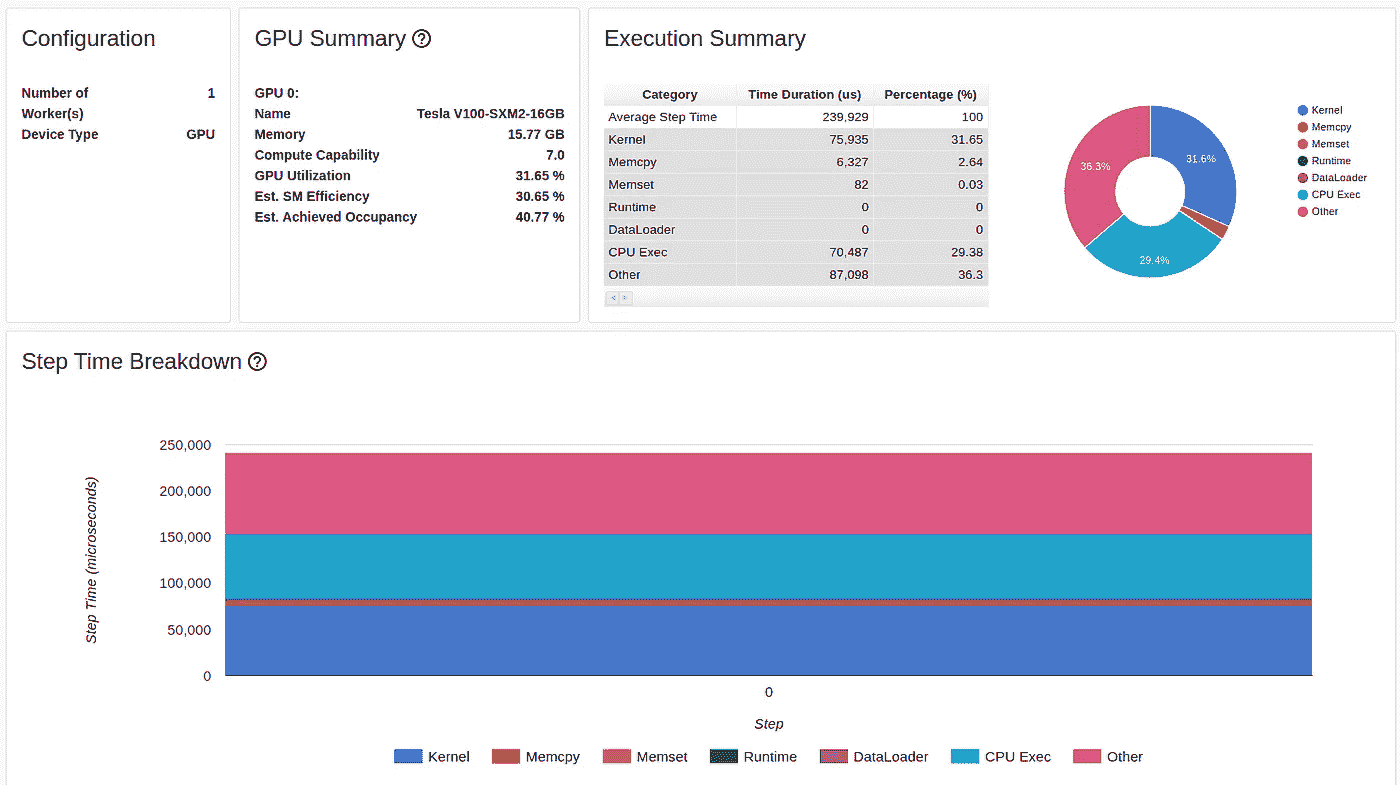 Configuration
Number of Worker(s) 1
Device Type GPU
GPU Summary ?
GPU 0:
Name Tesla V100-SXM2-16GB
Memory 15.77 GB
Compute Capability 7.0
GPU Utilization 31.65 %
Est. SM Efficiency 30.65 %
Est. Achieved Occupancy 40.77 %
Execution Summary
Category Time Duration (us) Percentage (%)
Average Step Time 239,929 100
Kernel 75,935 31.65
Memcpy 6,327 2.64
Memset 82 0.03
Runtime 0 0
DataLoader 0 0
CPU Exec 70,487 29.38
Other 87,098 36.3
31.6%
36.3%
29.4%
Kernel
Memcpy
Memset
Runtime
DataLoader
CPU Exec
Other
Step Time Breakdown ?
Step Time (microseconds)
250,000
200,000
150,000
100,000
50,000
0
0
Step
Kernel Memcpy Memset Runtime DataLoader CPU Exec Other